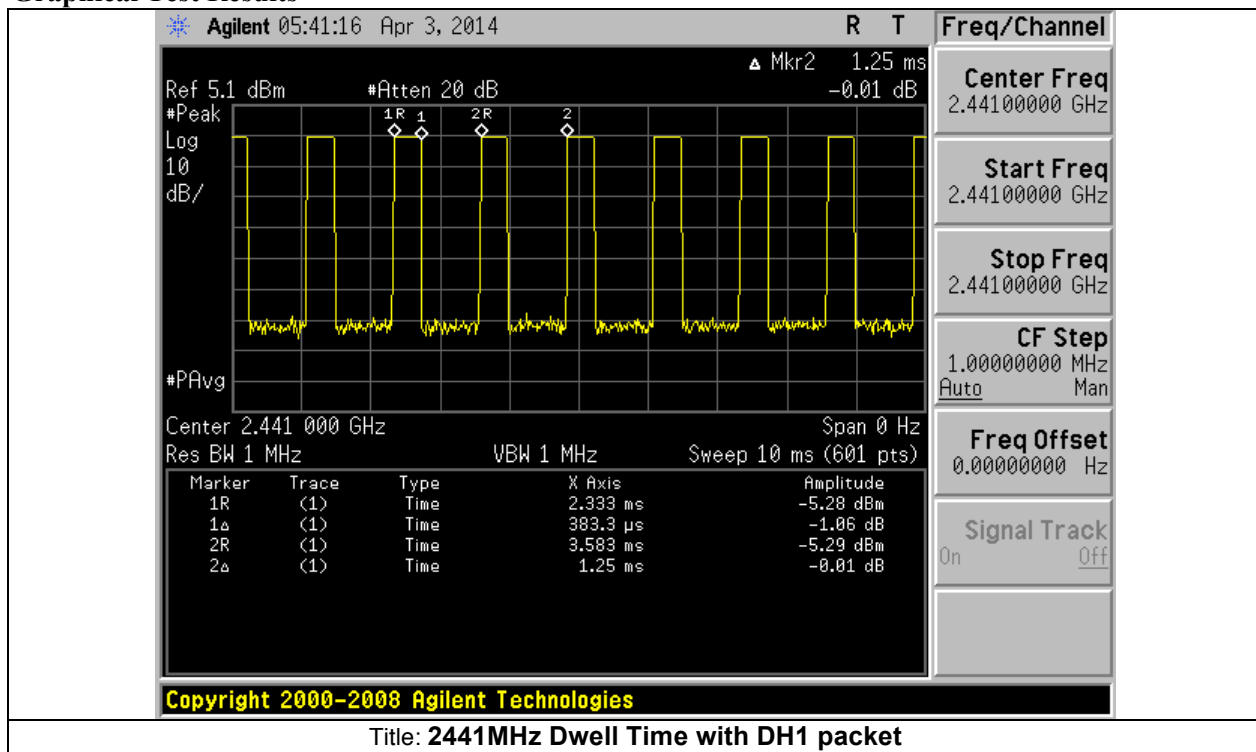 Graphical Test Results
Agilent 05:41:16 Apr 3, 2014 R T
Freq/Channel
▵ Mkr2 1.25 ms
Ref 5.1 dBm #Atten 20 dB -0.01 dB
#Peak
1R 1 2R 2
Log
10
dB/
#PAvg
Center 2.441 000 GHz Span 0 Hz
Res BW 1 MHz VBW 1 MHz Sweep 10 ms (601 pts)
Marker Trace Type X Axis Amplitude
1R (1) Time 2.333 ms -5.28 dBm
1▵ (1) Time 383.3 µs -1.06 dB
2R (1) Time 3.583 ms -5.29 dBm
2▵ (1) Time 1.25 ms -0.01 dB
Center Freq
2.44100000 GHz
Start Freq
2.44100000 GHz
Stop Freq
2.44100000 GHz
CF Step
1.00000000 MHz
Auto Man
Freq Offset
0.00000000 Hz
Signal Track
On Off
Copyright 2000-2008 Agilent Technologies
Title: 2441MHz Dwell Time with DH1 packet